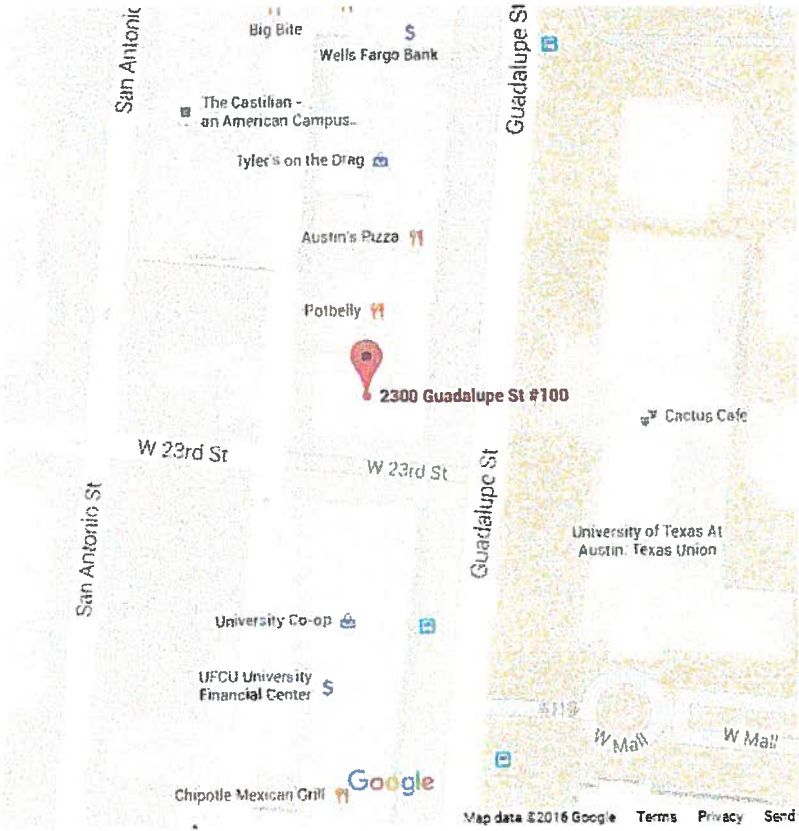 San Antonio
Big Bite
Wells Fargo Bank
Guadalupe St
The Castilian -
an American Campus...
Tyler's on the Drag
Austin's Pizza
Potbelly
2300 Guadalupe St #100
Cactus Cafe
W 23rd St
W 23rd St
Guadalupe St
San Antonio St
University of Texas At
Austin: Texas Union
University Co-op
UFCU University
Financial Center
W Mall
W Mall
Chipotle Mexican Grill
Google
Map data ©2016 Google
Terms
Privacy
Send